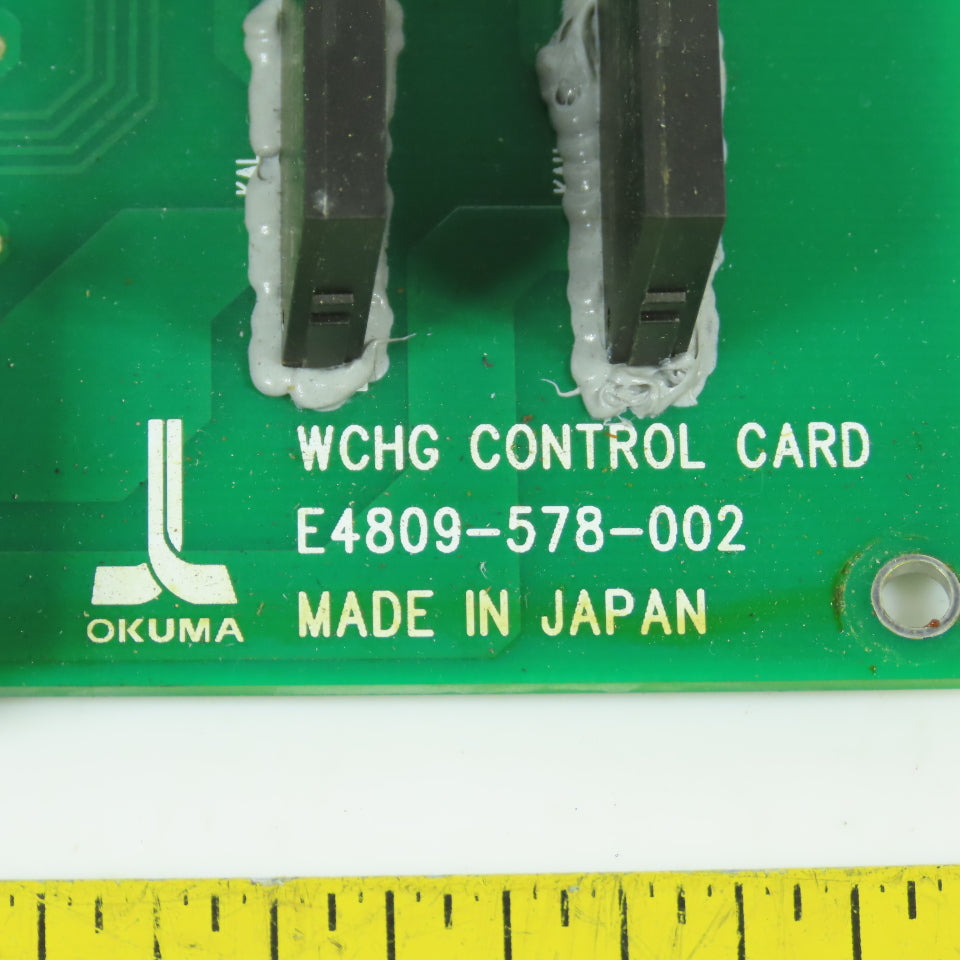 WCHG CONTROL CARD
E4809-578-002
MADE IN JAPAN
OKUMA